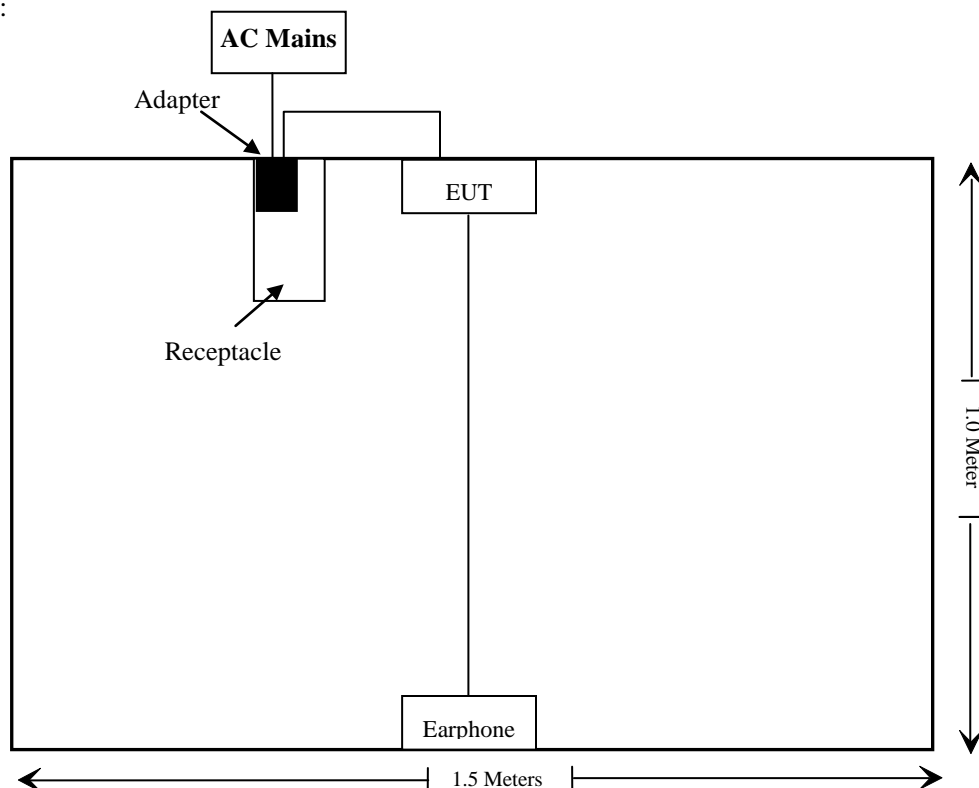 :
AC Mains
Adapter
EUT
Receptacle
1.0 Meter
Earphone
1.5 Meters